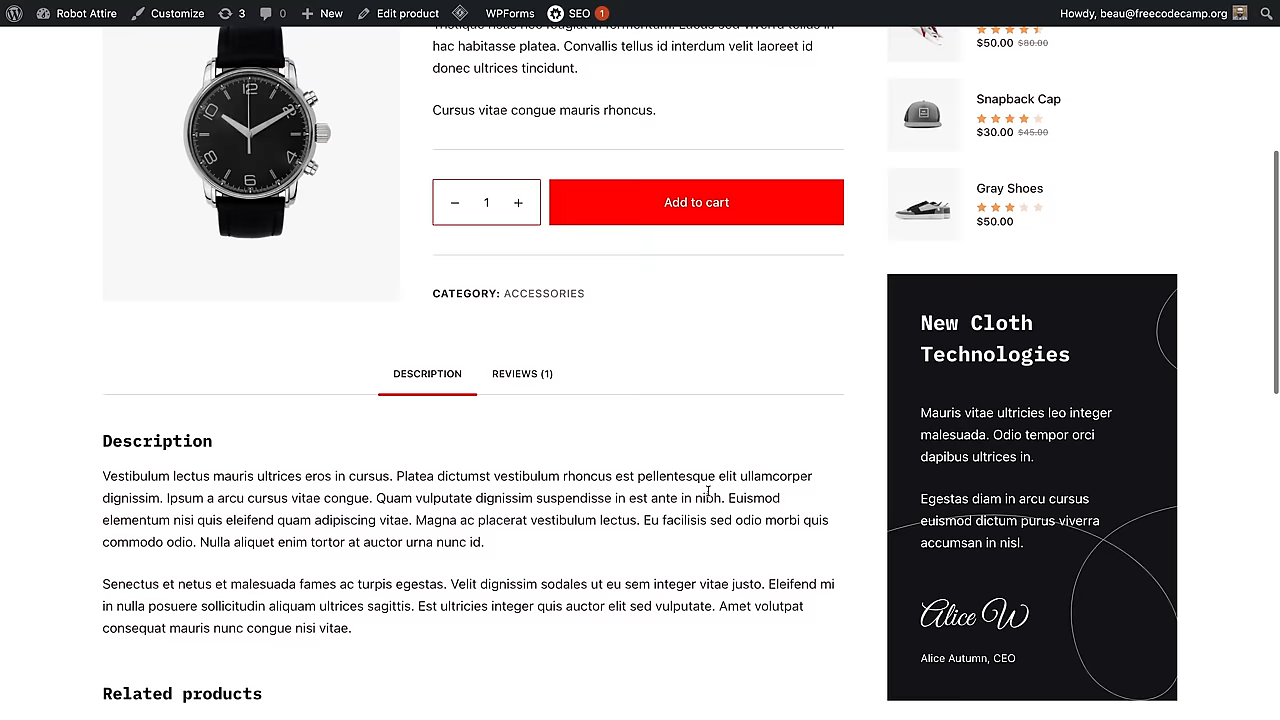 Robot Attire
Customize
3
0
New
Edit product
WPForms
SEO
1
Howdy, beau@freecodecamp.org
hac habitasse platea. Convallis tellus id interdum velit laoreet id
donec ultrices tincidunt.
Cursus vitae congue mauris rhoncus.
− 1 +
Add to cart
CATEGORY: ACCESSORIES
DESCRIPTION
REVIEWS (1)
Description
Vestibulum lectus mauris ultrices eros in cursus. Platea dictumst vestibulum rhoncus est pellentesque elit ullamcorper
dignissim. Ipsum a arcu cursus vitae congue. Quam vulputate dignissim suspendisse in est ante in nibh. Euismod
elementum nisi quis eleifend quam adipiscing vitae. Magna ac placerat vestibulum lectus. Eu facilisis sed odio morbi quis
commodo odio. Nulla aliquet enim tortor at auctor urna nunc id.
Senectus et netus et malesuada fames ac turpis egestas. Velit dignissim sodales ut eu sem integer vitae justo. Eleifend mi
in nulla posuere sollicitudin aliquam ultrices sagittis. Est ultricies integer quis auctor elit sed vulputate. Amet volutpat
consequat mauris nunc congue nisi vitae.
Related products
$50.00 $80.00
Snapback Cap
$30.00 $45.00
Gray Shoes
$50.00
New Cloth
Technologies
Mauris vitae ultricies leo integer
malesuada. Odio tempor orci
dapibus ultrices in.
Egestas diam in arcu cursus
euismod dictum purus viverra
accumsan in nisl.
Alice W
Alice Autumn, CEO